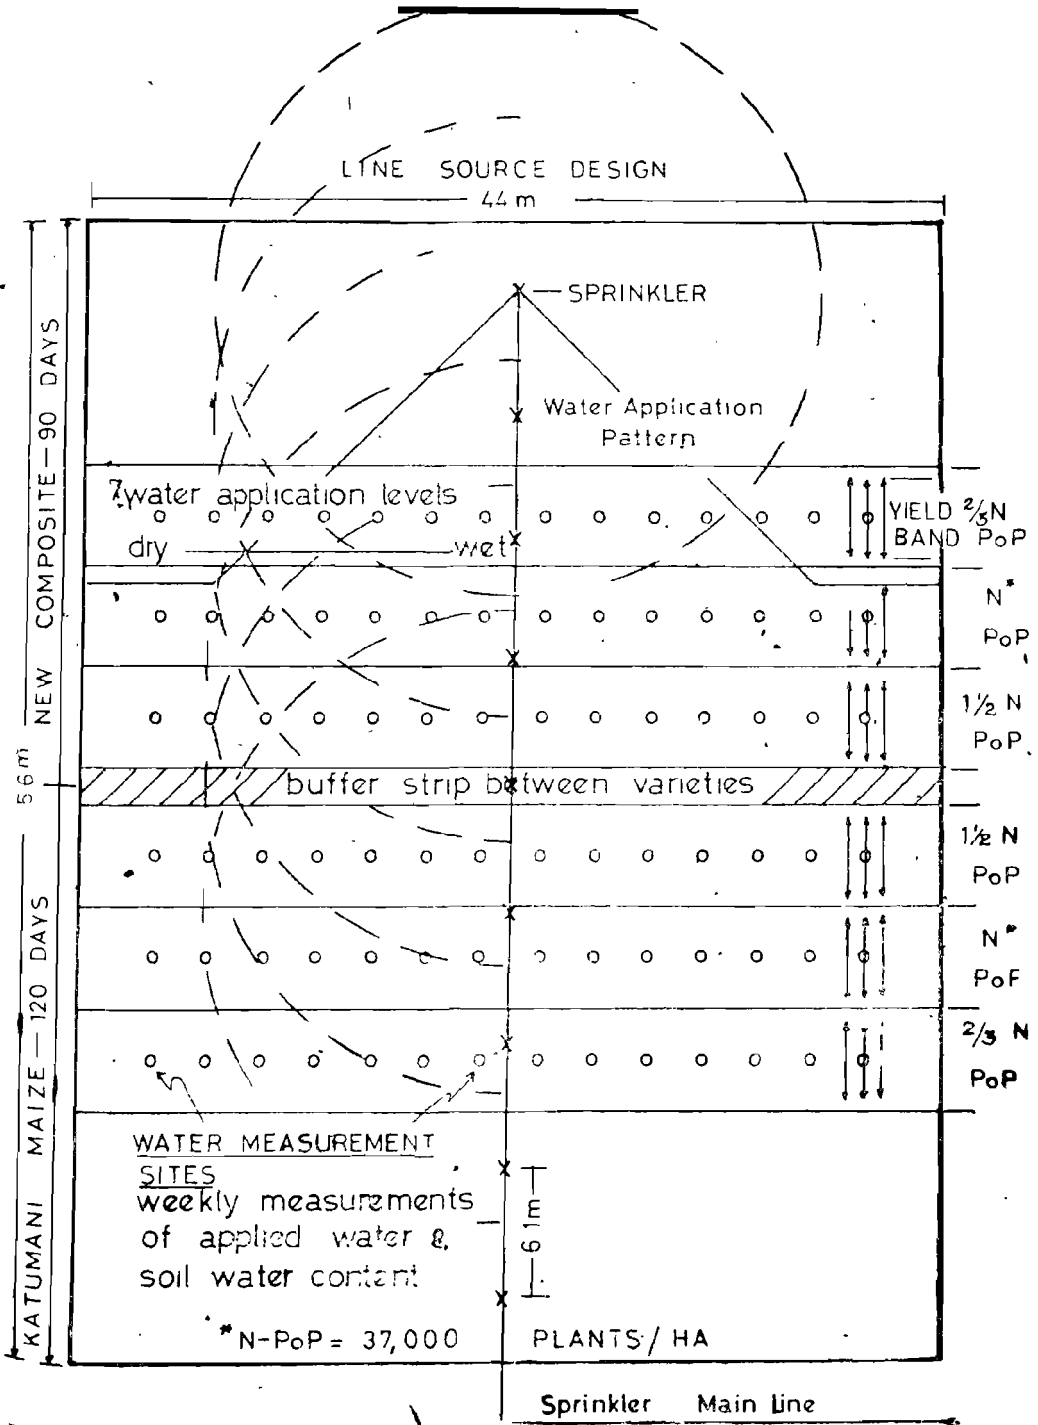 LINE SOURCE DESIGN
44 m
SPRINKLER
Water Application
Pattern
7 water application levels
dry
wet
YIELD 2/3 N
BAND PoP
N*
PoP
1½ N
PoP
buffer strip between varieties
1½ N
PoP
N*
PoF
2/3 N
PoP
56m
NEW COMPOSITE — 90 DAYS
KATUMANI MAIZE — 120 DAYS
WATER MEASUREMENT
SITES
weekly measurements
of applied water &
soil water content
6 1m
*N-PoP = 37,000 PLANTS / HA
Sprinkler Main Line